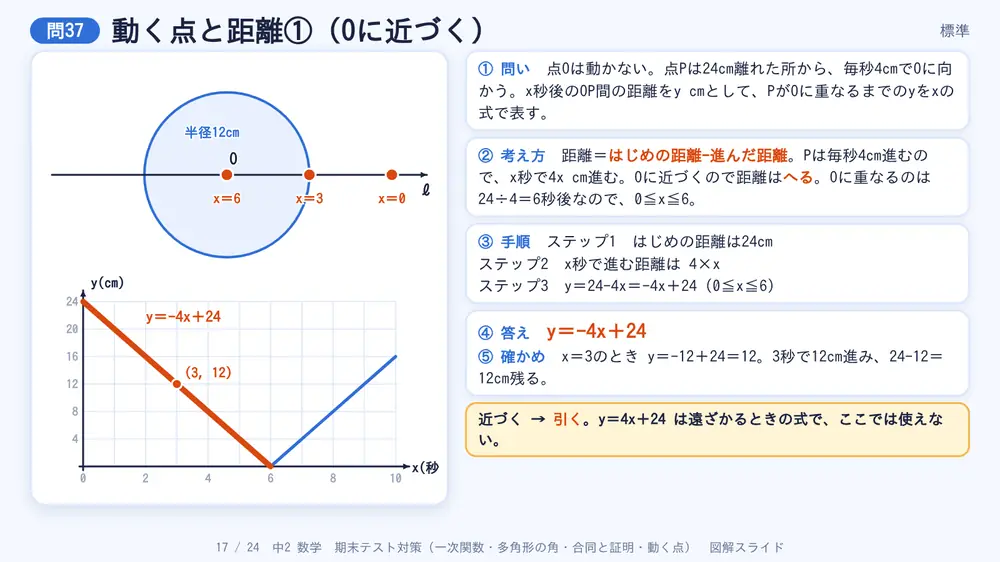 問37 動く点と距離①（Oに近づく） 標準
半径12cm
O
x＝6 x＝3 x＝0 ℓ
y(cm)
24
20
16
12
8
4
0 2 4 6 8 10
y＝−4x＋24
(3, 12)
x(秒
① 問い　点Oは動かない。点Pは24cm離れた所から、毎秒4cmでOに向
かう。x秒後のOP間の距離をy cmとして、PがOに重なるまでのyをxの
式で表す。
② 考え方　距離＝はじめの距離−進んだ距離。Pは毎秒4cm進むの
で、x秒で4x cm進む。Oに近づくので距離はへる。Oに重なるのは
24÷4＝6秒後なので、0≦x≦6。
③ 手順　ステップ1　はじめの距離は24cm
ステップ2　x秒で進む距離は 4×x
ステップ3　y＝24−4x＝−4x＋24（0≦x≦6）
④ 答え　y＝−4x＋24
⑤ 確かめ　x＝3のとき y＝−12＋24＝12。3秒で12cm進み、24−12＝
12cm残る。
近づく → 引く。y＝4x＋24 は遠ざかるときの式で、ここでは使えな
い。
17 / 24　中2 数学　期末テスト対策（一次関数・多角形の角・合同と証明・動く点）　図解スライド